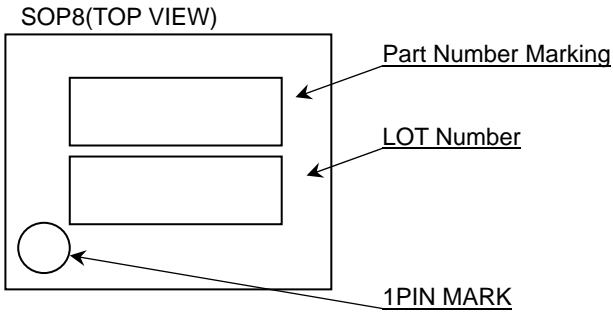 SOP8(TOP VIEW)
Part Number Marking
LOT Number
1PIN MARK